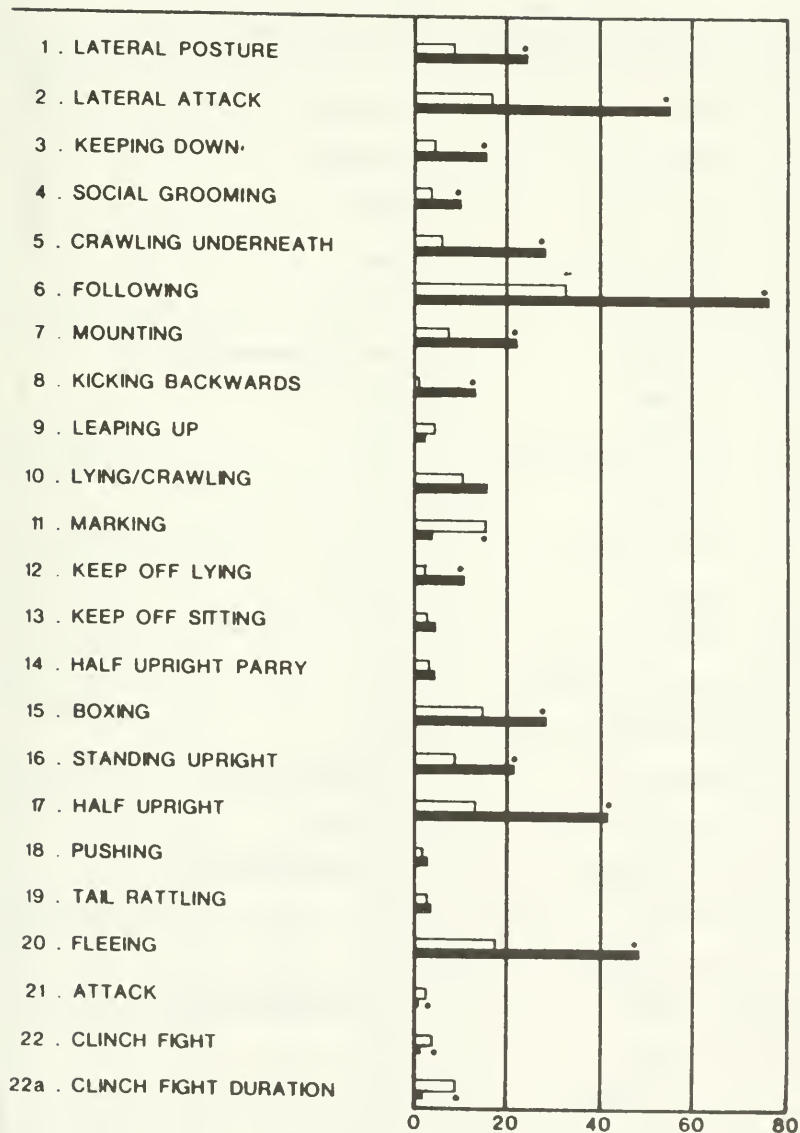 1 . LATERAL POSTURE
2 . LATERAL ATTACK
3 . KEEPING DOWN
4 . SOCIAL GROOMING
5 . CRAWLING UNDERNEATH
6 . FOLLOWING
7 . MOUNTING
8 . KICKING BACKWARDS
9 . LEAPING UP
10 . LYING/CRAWLING
11 . MARKING
12 . KEEP OFF LYING
13 . KEEP OFF SITTING
14 . HALF UPRIGHT PARRY
15 . BOXING
16 . STANDING UPRIGHT
17 . HALF UPRIGHT
18 . PUSHING
19 . TAIL RATTLING
20 . FLEEING
21 . ATTACK
22 . CLINCH FIGHT
22a . CLINCH FIGHT DURATION
0 20 40 60 80